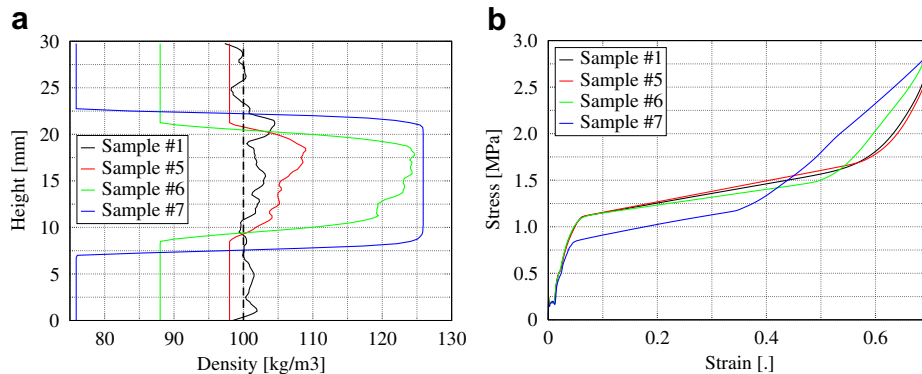 a
30
25
20
15
10
5
0
Height [mm]
Sample #1
Sample #5
Sample #6
Sample #7
80
90
100
110
120
130
Density [kg/m3]
b
3.0
2.5
2.0
1.5
1.0
0.5
0
Stress [MPa]
Sample #1
Sample #5
Sample #6
Sample #7
0
0.2
0.4
0.6
Strain [.]